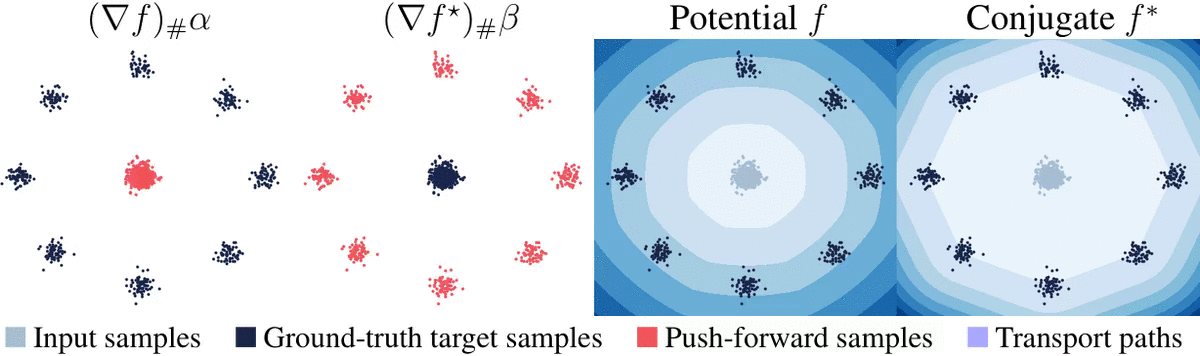 (∇f)#α (∇f⋆)#β Potential f Conjugate f*
Input samples Ground-truth target samples Push-forward samples Transport paths